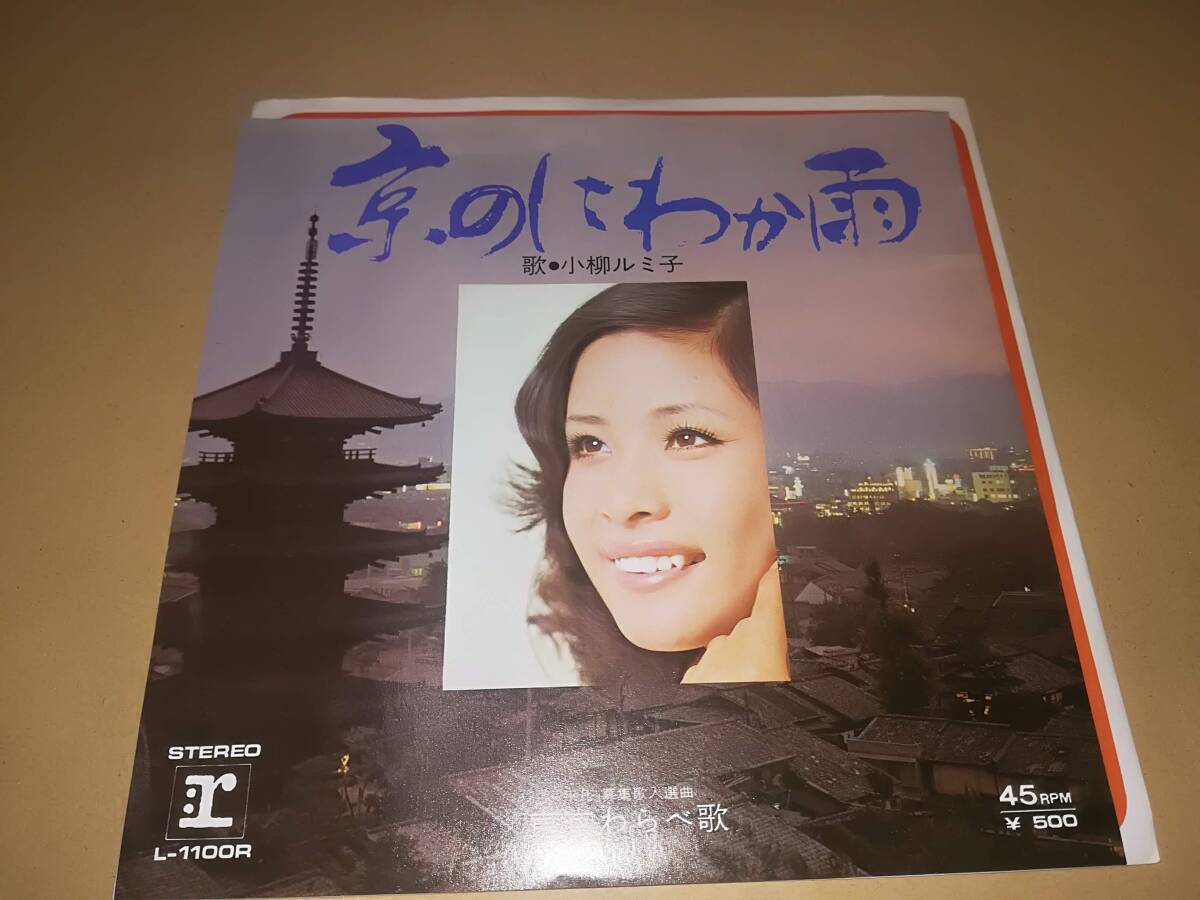 京のにわか雨
歌●小柳ルミ子
募集歌入選曲
わらべ歌
STEREO
r
L-1100R
45RPM
¥ 500